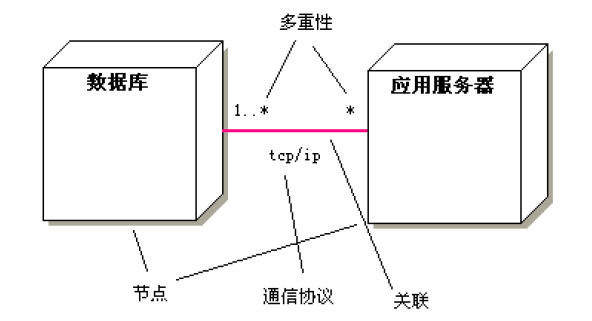 多重性
数据库
应用服务器
1..*
*
tcp/ip
节点
通信协议
关联